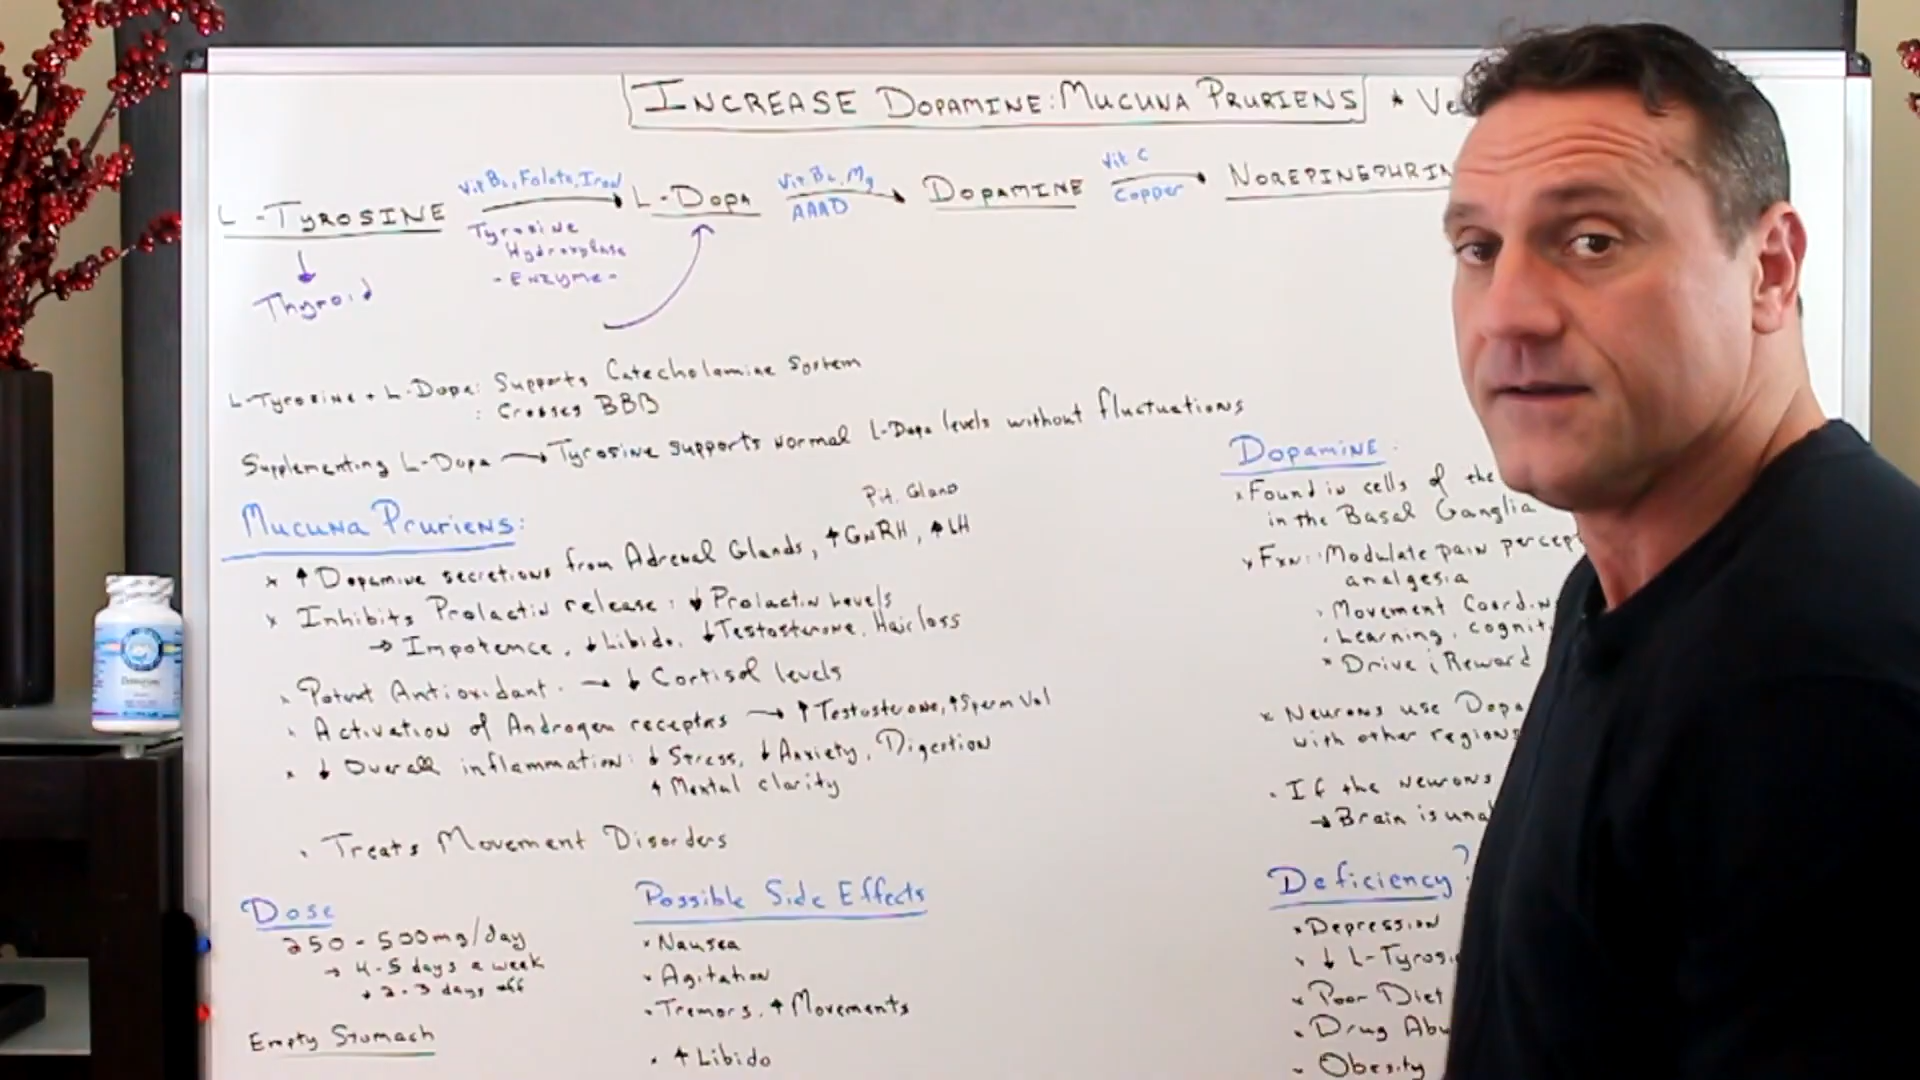 INCREASE DOPAMINE: MUCUNA PRURIENS * Ve
L-TYROSINE
Vit B6, Folate, Iron
Tyrosine
Hydroxylase
- Enzyme -
L-DOPA
Vit. B6, Mg
AAAD
DOPAMINE
Vit C
Copper
NOREPINEPHRIN
Thyroid
L-Tyrosine + L-Dopa: Supports Catecholamine System
: Crosses BBB
Supplementing L-Dopa → Tyrosine supports normal L-Dopa levels without fluctuations
MUCUNA PRURIENS:
Pit. Gland
* ↑ Dopamine secretions from Adrenal Glands, ↑GnRH, ↑LH
* Inhibits Prolactin release: ↓ Prolactin levels
→ Impotence, ↓Libido, ↓Testosterone, Hair loss
* Potent Antioxidant. → ↓ Cortisol levels
* Activation of Androgen receptrs → ↑Testosterone, ↑Sperm Vol
* ↓ Overall inflammation: ↓ Stress, ↓ Anxiety, Digestion
↑ Mental clarity
• Treats Movement Disorders
Dose
250 - 500mg/day
→ 4-5 days a week
→ 2-3 days off
Empty Stomach
Possible Side Effects
* Nausea
* Agitation
• Tremors, ↑ Movements
• ↑ Libido
DOPAMINE:
* Found in cells of the
in the Basal Ganglia
* Fxn: Modulate pain percep
analgesia
• Movement Coordin
• Learning, cognit
* Drive & Reward
* Neurons use Dopa
with other regions
• If the neurons
→ Brain is una
Deficiency?
* Depression
* ↓ L-Tyrosi
* Poor Diet
• Drug Abu
- Obesity